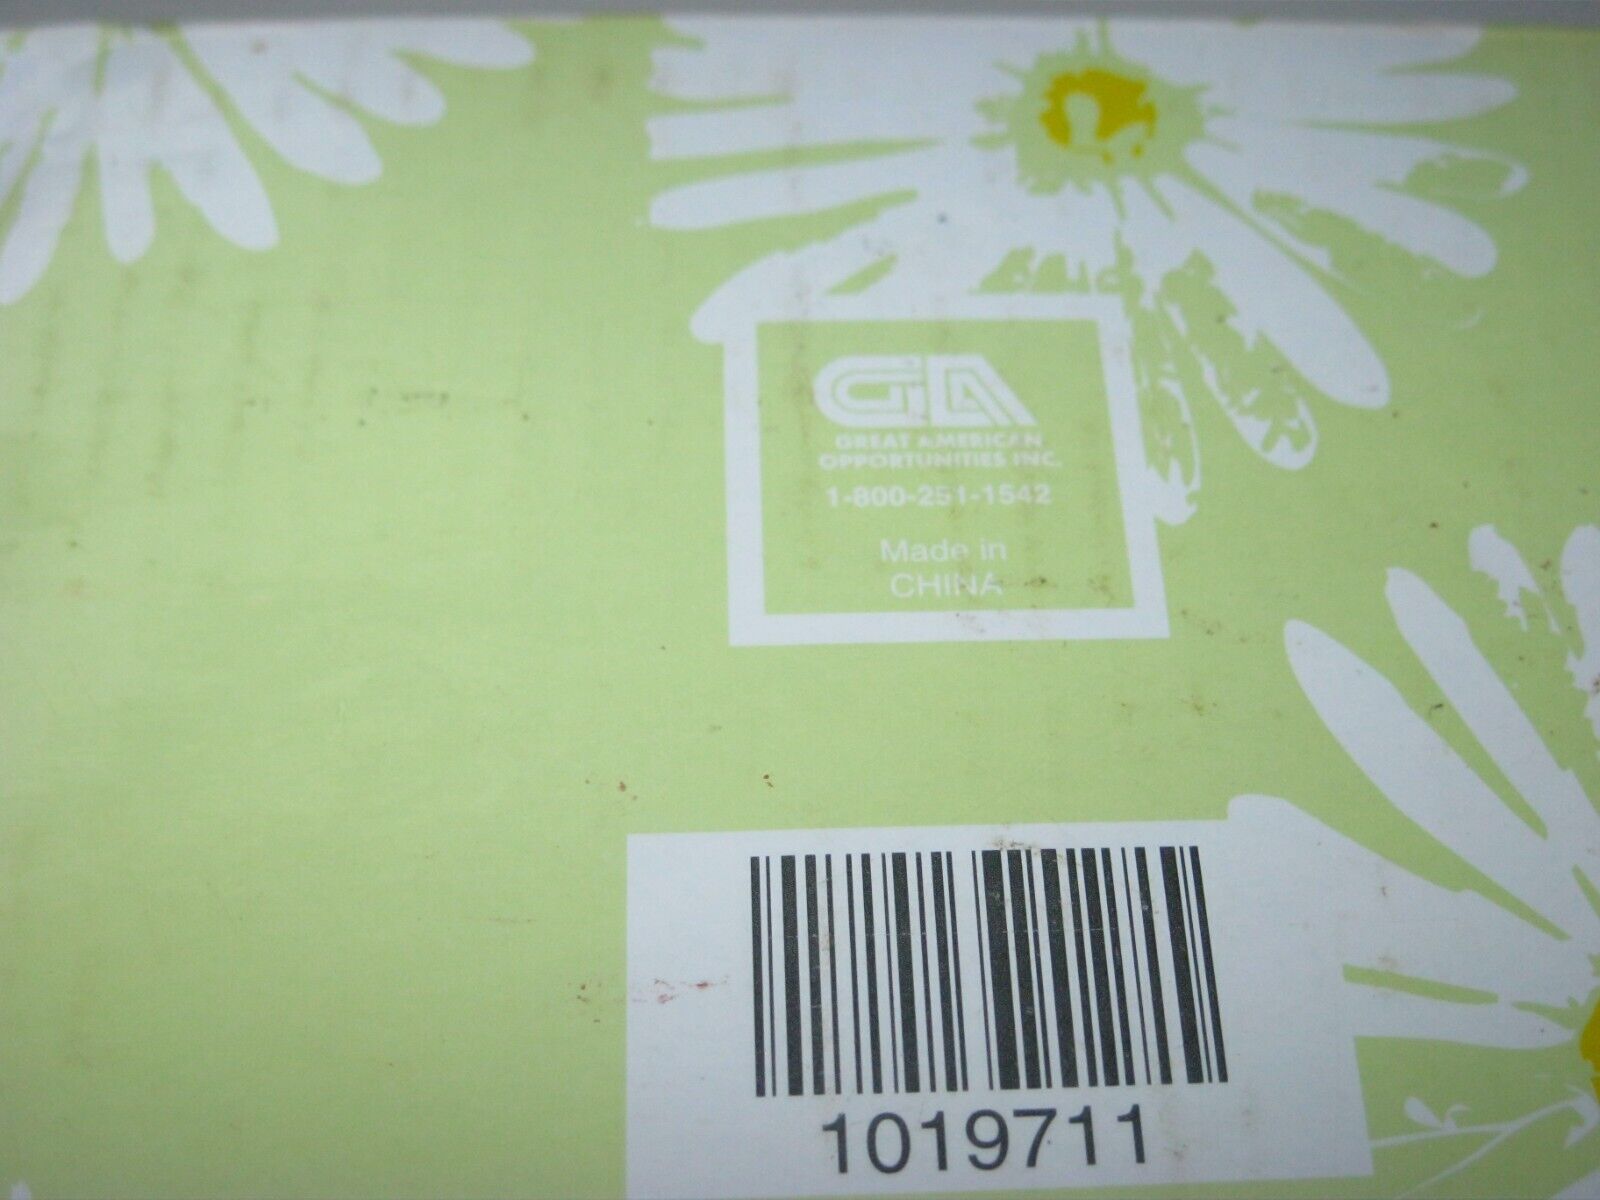 GA
GREAT AMERICAN
OPPORTUNITIES INC.
1-800-251-1542
Made in
CHINA
1019711